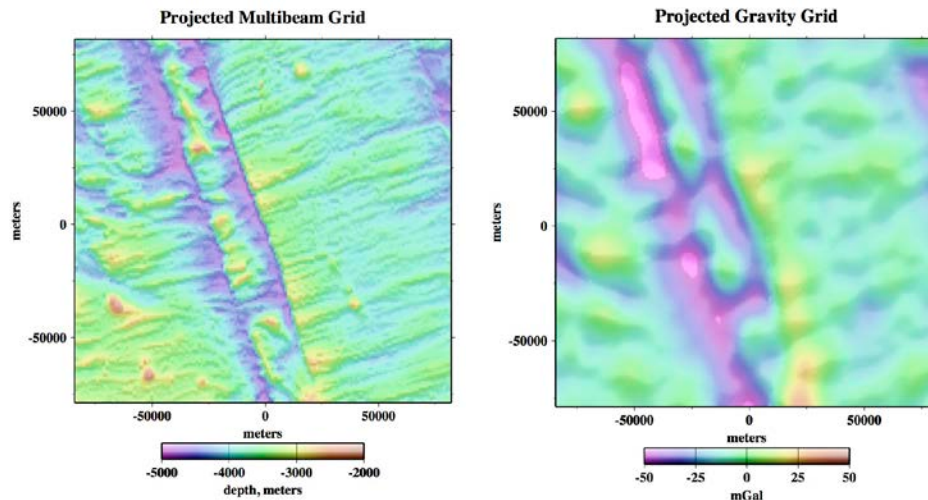 Projected Multibeam Grid
50000
0
-50000
meters
-50000 0 50000
meters
-5000 -4000 -3000 -2000
depth, meters
Projected Gravity Grid
50000
0
-50000
meters
-50000 0 50000
meters
-50 -25 0 25 50
mGal